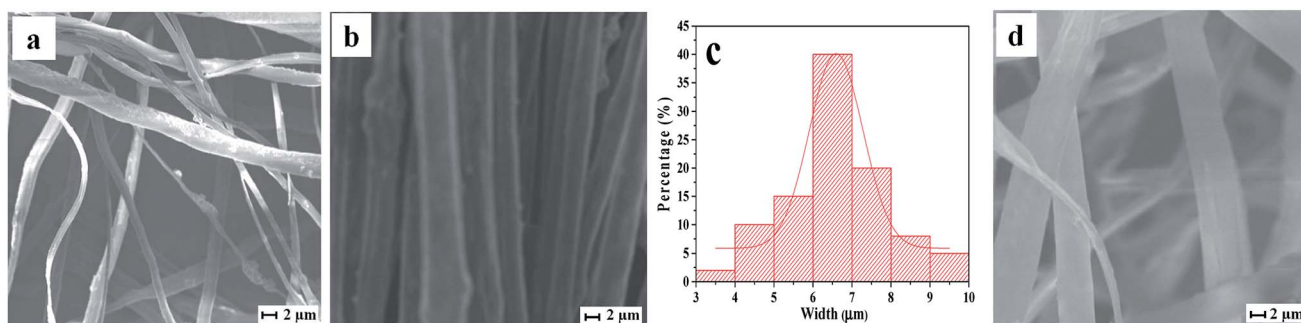 a
2 μm
b
2 μm
c
Percentage (%)
45
40
35
30
25
20
15
10
5
0
3 4 5 6 7 8 9 10
Width (μm)
d
2 μm